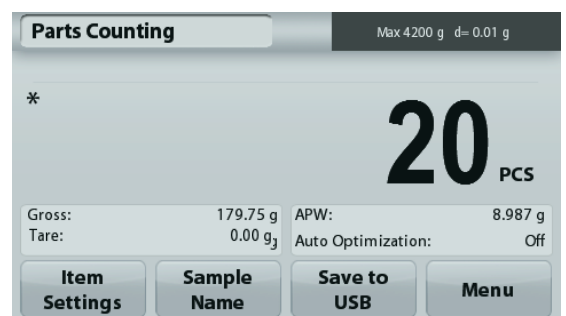 Parts Counting
Max 4200 g d= 0.01 g
*
20 PCS
Gross: 179.75 g
Tare: 0.00 g
APW: 8.987 g
Auto Optimization: Off
Item Settings
Sample Name
Save to USB
Menu